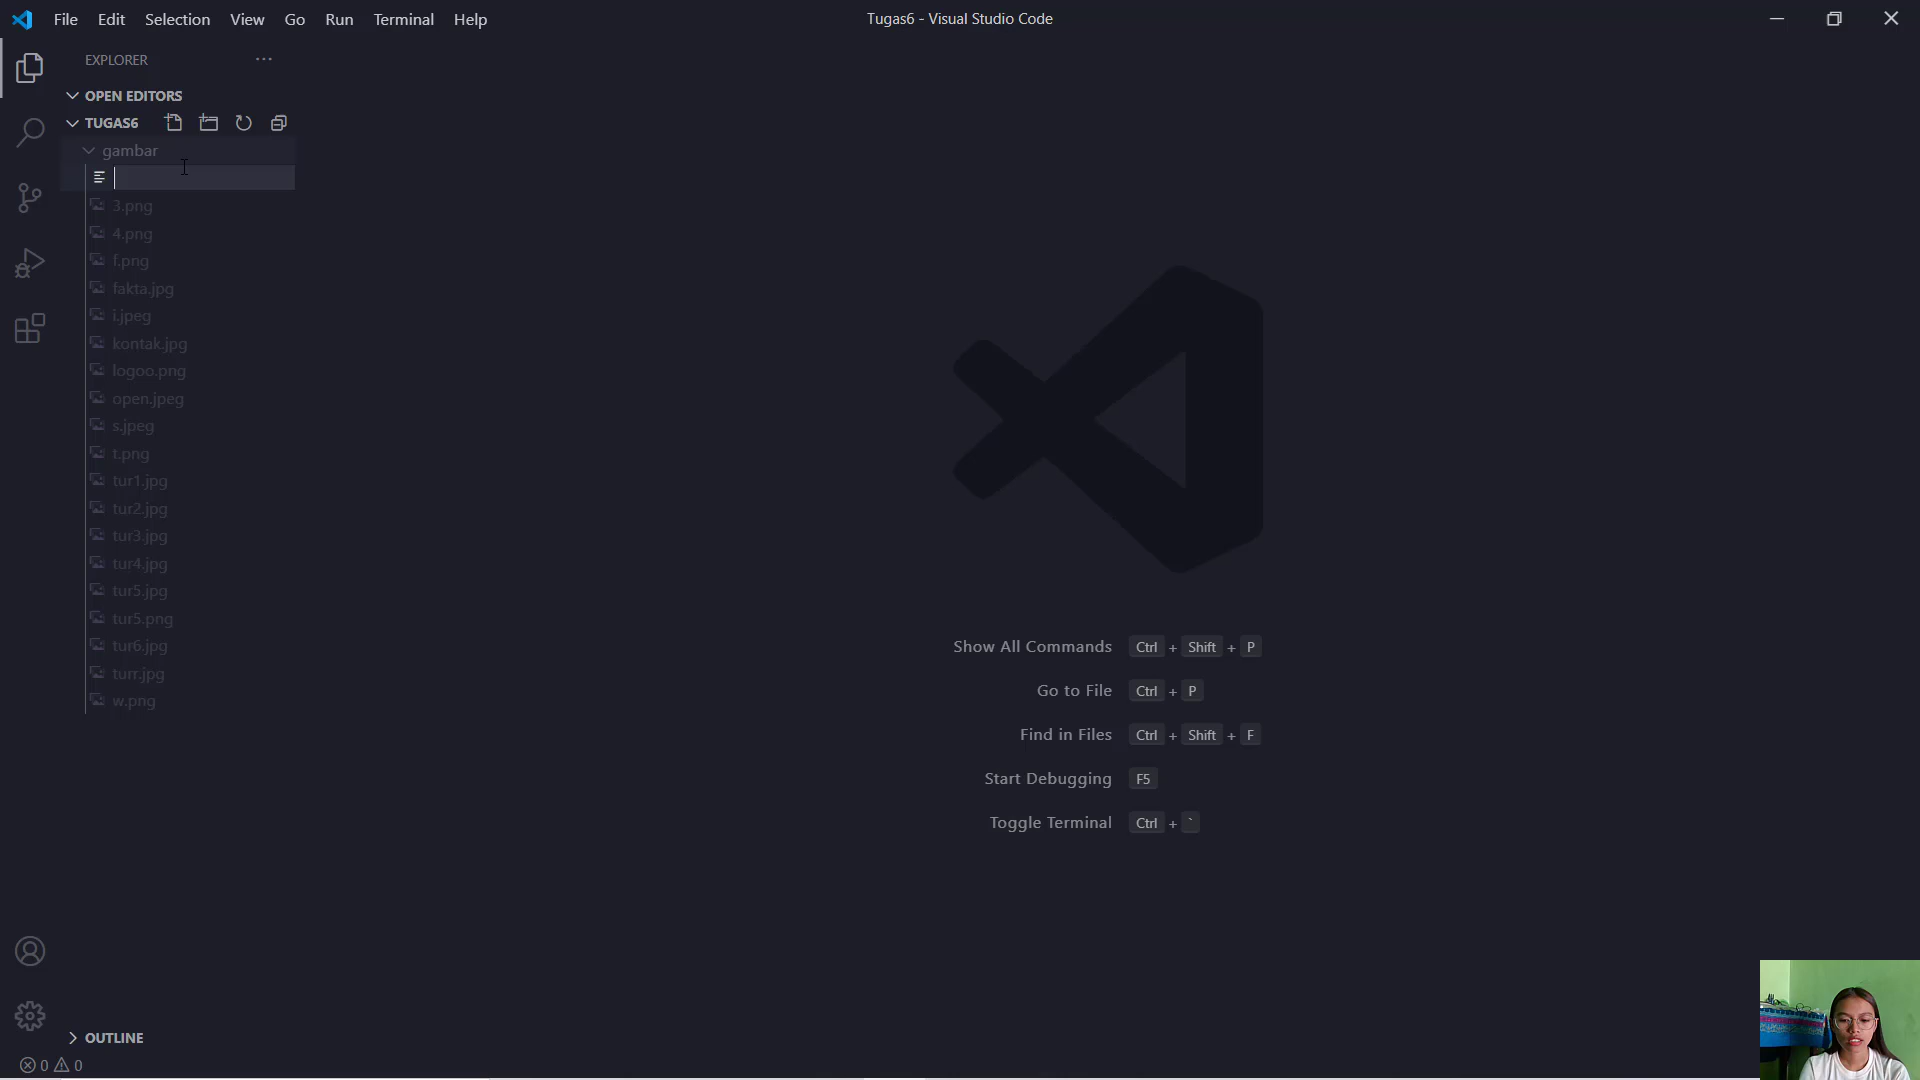 File Edit Selection View Go Run Terminal Help
Tugas6 - Visual Studio Code
EXPLORER
OPEN EDITORS
TUGAS6
gambar
3.png
4.png
f.png
fakta.jpg
i.jpeg
kontak.jpg
logoo.png
open.jpeg
s.jpeg
t.png
tur1.jpg
tur2.jpg
tur3.jpg
tur4.jpg
tur5.jpg
tur5.png
tur6.jpg
turr.jpg
w.png
Show All Commands Ctrl + Shift + P
Go to File Ctrl + P
Find in Files Ctrl + Shift + F
Start Debugging F5
Toggle Terminal Ctrl + `
OUTLINE
0 0